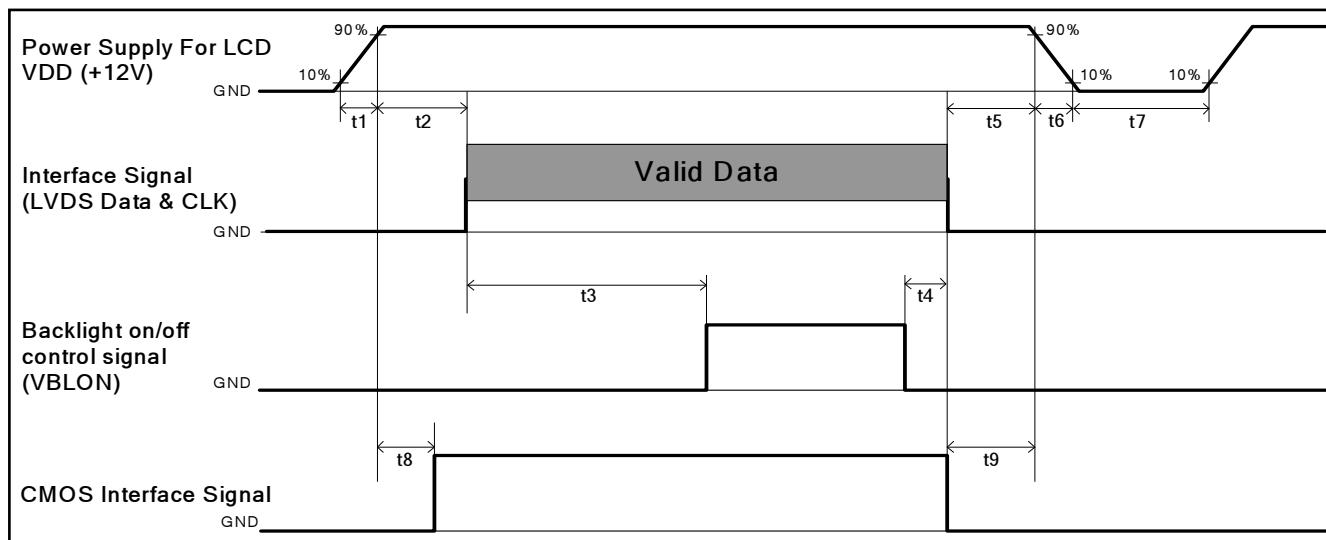 Power Supply For LCD
VDD (+12V)
90%
10%
GND
90%
10%
10%
t1
t2
t5
t6
t7
Interface Signal
(LVDS Data & CLK)
Valid Data
GND
t3
t4
Backlight on/off
control signal
(VBLON)
GND
t8
t9
CMOS Interface Signal
GND